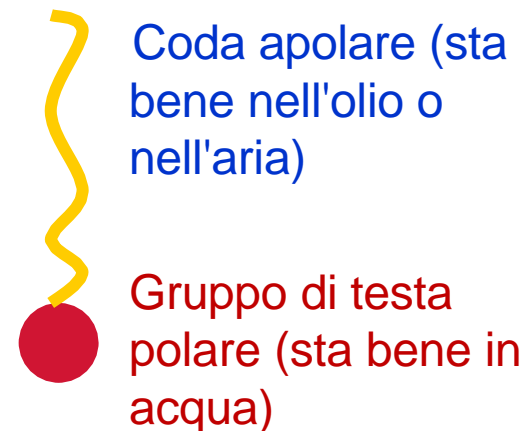 Coda apolare (sta
bene nell'olio o
nell'aria)
Gruppo di testa
polare (sta bene in
acqua)